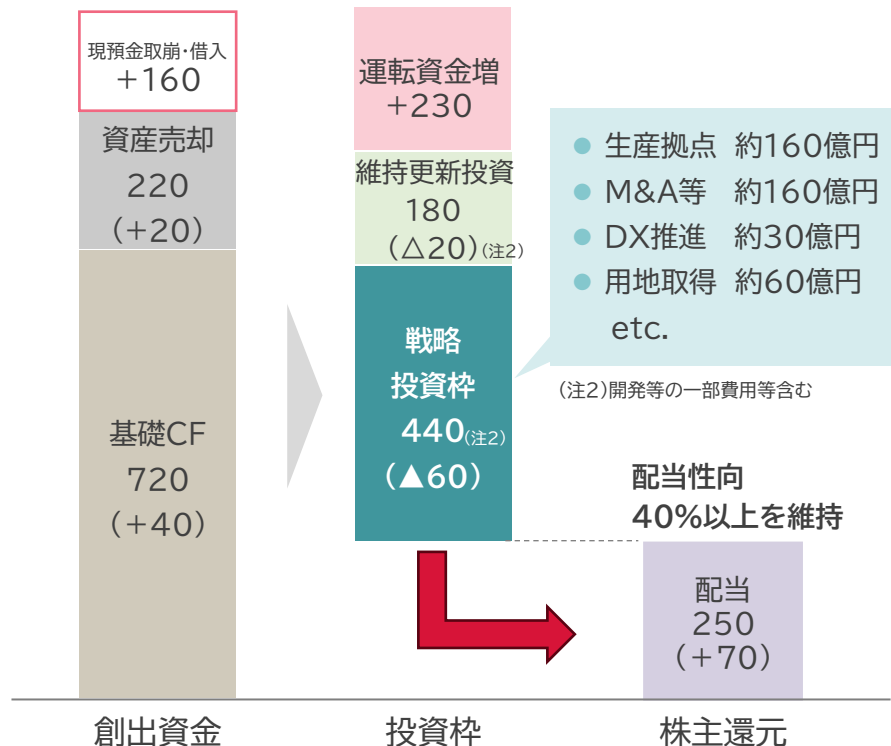 現預金取崩・借入
+160
資産売却
220
(+20)
基礎CF
720
(+40)
創出資金
運転資金増
+230
維持更新投資
180
(△20)(注2)
戦略
投資枠
440(注2)
(▲60)
投資枠
● 生産拠点 約160億円
● M&A等 約160億円
● DX推進 約30億円
● 用地取得 約60億円
etc.
(注2)開発等の一部費用等含む
配当性向
40%以上を維持
配当
250
(+70)
株主還元